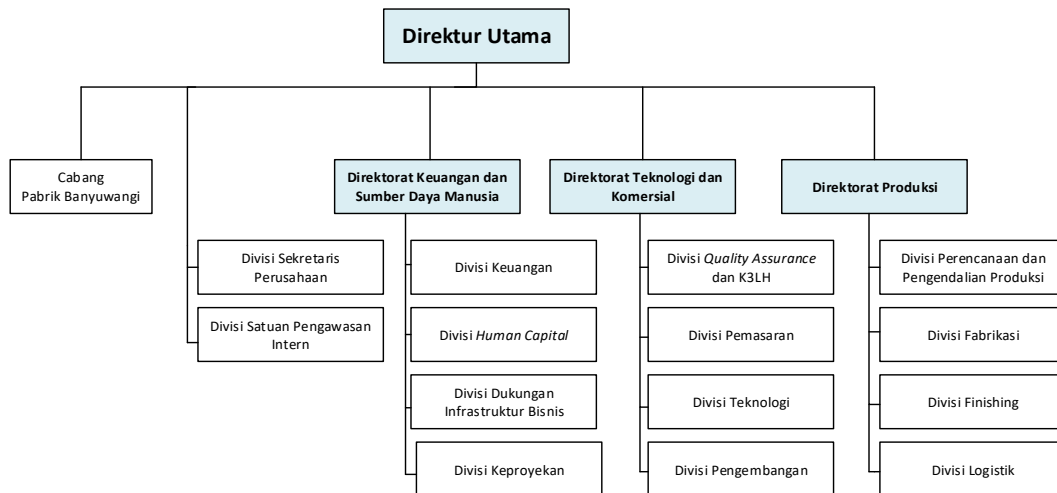 Direktur Utama
Cabang
Pabrik Banyuwangi
Direktorat Keuangan dan
Sumber Daya Manusia
Direktorat Teknologi dan
Komersial
Direktorat Produksi
Divisi Sekretaris
Perusahaan
Divisi Keuangan
Divisi Quality Assurance
dan K3LH
Divisi Perencanaan dan
Pengendalian Produksi
Divisi Satuan Pengawasan
Intern
Divisi Human Capital
Divisi Pemasaran
Divisi Fabrikasi
Divisi Dukungan
Infrastruktur Bisnis
Divisi Teknologi
Divisi Finishing
Divisi Keproyekan
Divisi Pengembangan
Divisi Logistik